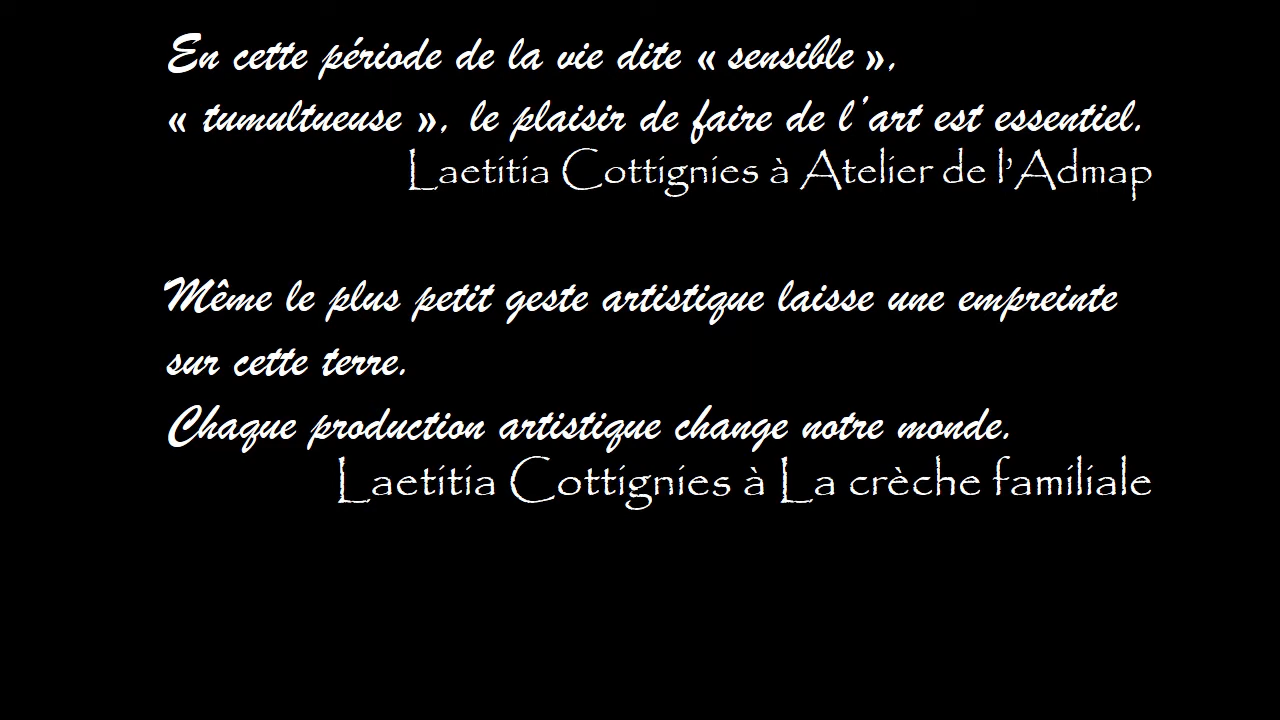 En cette période de la vie dite « sensible »,
« tumultueuse », le plaisir de faire de l'art est essentiel.
Laetitia Cottignies à Atelier de l'Admap
Même le plus petit geste artistique laisse une empreinte
sur cette terre.
Chaque production artistique change notre monde.
Laetitia Cottignies à La crèche familiale